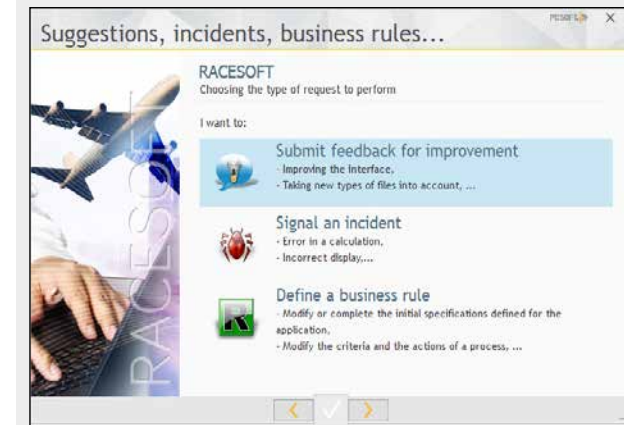 PCSOFT
X
Suggestions, incidents, business rules...
RACESOFT
RACESOFT
Choosing the type of request to perform
I want to:
Submit feedback for improvement
- Improving the interface,
- Taking new types of files into account, ...
Signal an incident
- Error in a calculation,
- Incorrect display,...
R
Define a business rule
- Modify or complete the initial specifications defined for the
application,
- Modify the criteria and the actions of a process, ...